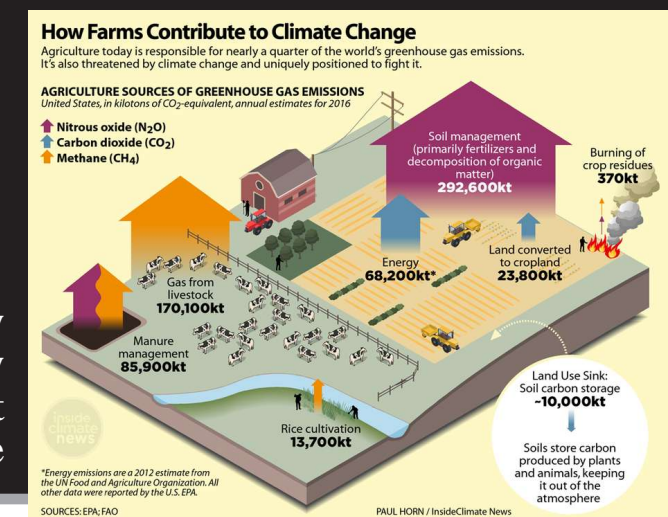 How Farms Contribute to Climate Change
Agriculture today is responsible for nearly a quarter of the world's greenhouse gas emissions.
It's also threatened by climate change and uniquely positioned to fight it.
AGRICULTURE SOURCES OF GREENHOUSE GAS EMISSIONS
United States, in kilotons of CO₂-equivalent, annual estimates for 2016
Nitrous oxide (N₂O)
Carbon dioxide (CO₂)
Methane (CH₄)
Soil management
(primarily fertilizers and
decomposition of organic
matter)
292,600kt
Burning of
crop residues
370kt
Energy
68,200kt*
Land converted
to cropland
23,800kt
Gas from
livestock
170,100kt
Manure
management
85,900kt
Rice cultivation
13,700kt
Land Use Sink:
Soil carbon storage
~10,000kt
Soils store carbon
produced by plants
and animals, keeping
it out of the
atmosphere
inside
climate
news
*Energy emissions are a 2012 estimate from
the UN Food and Agriculture Organization. All
other data were reported by the U.S. EPA.
SOURCES: EPA; FAO
PAUL HORN / InsideClimate News